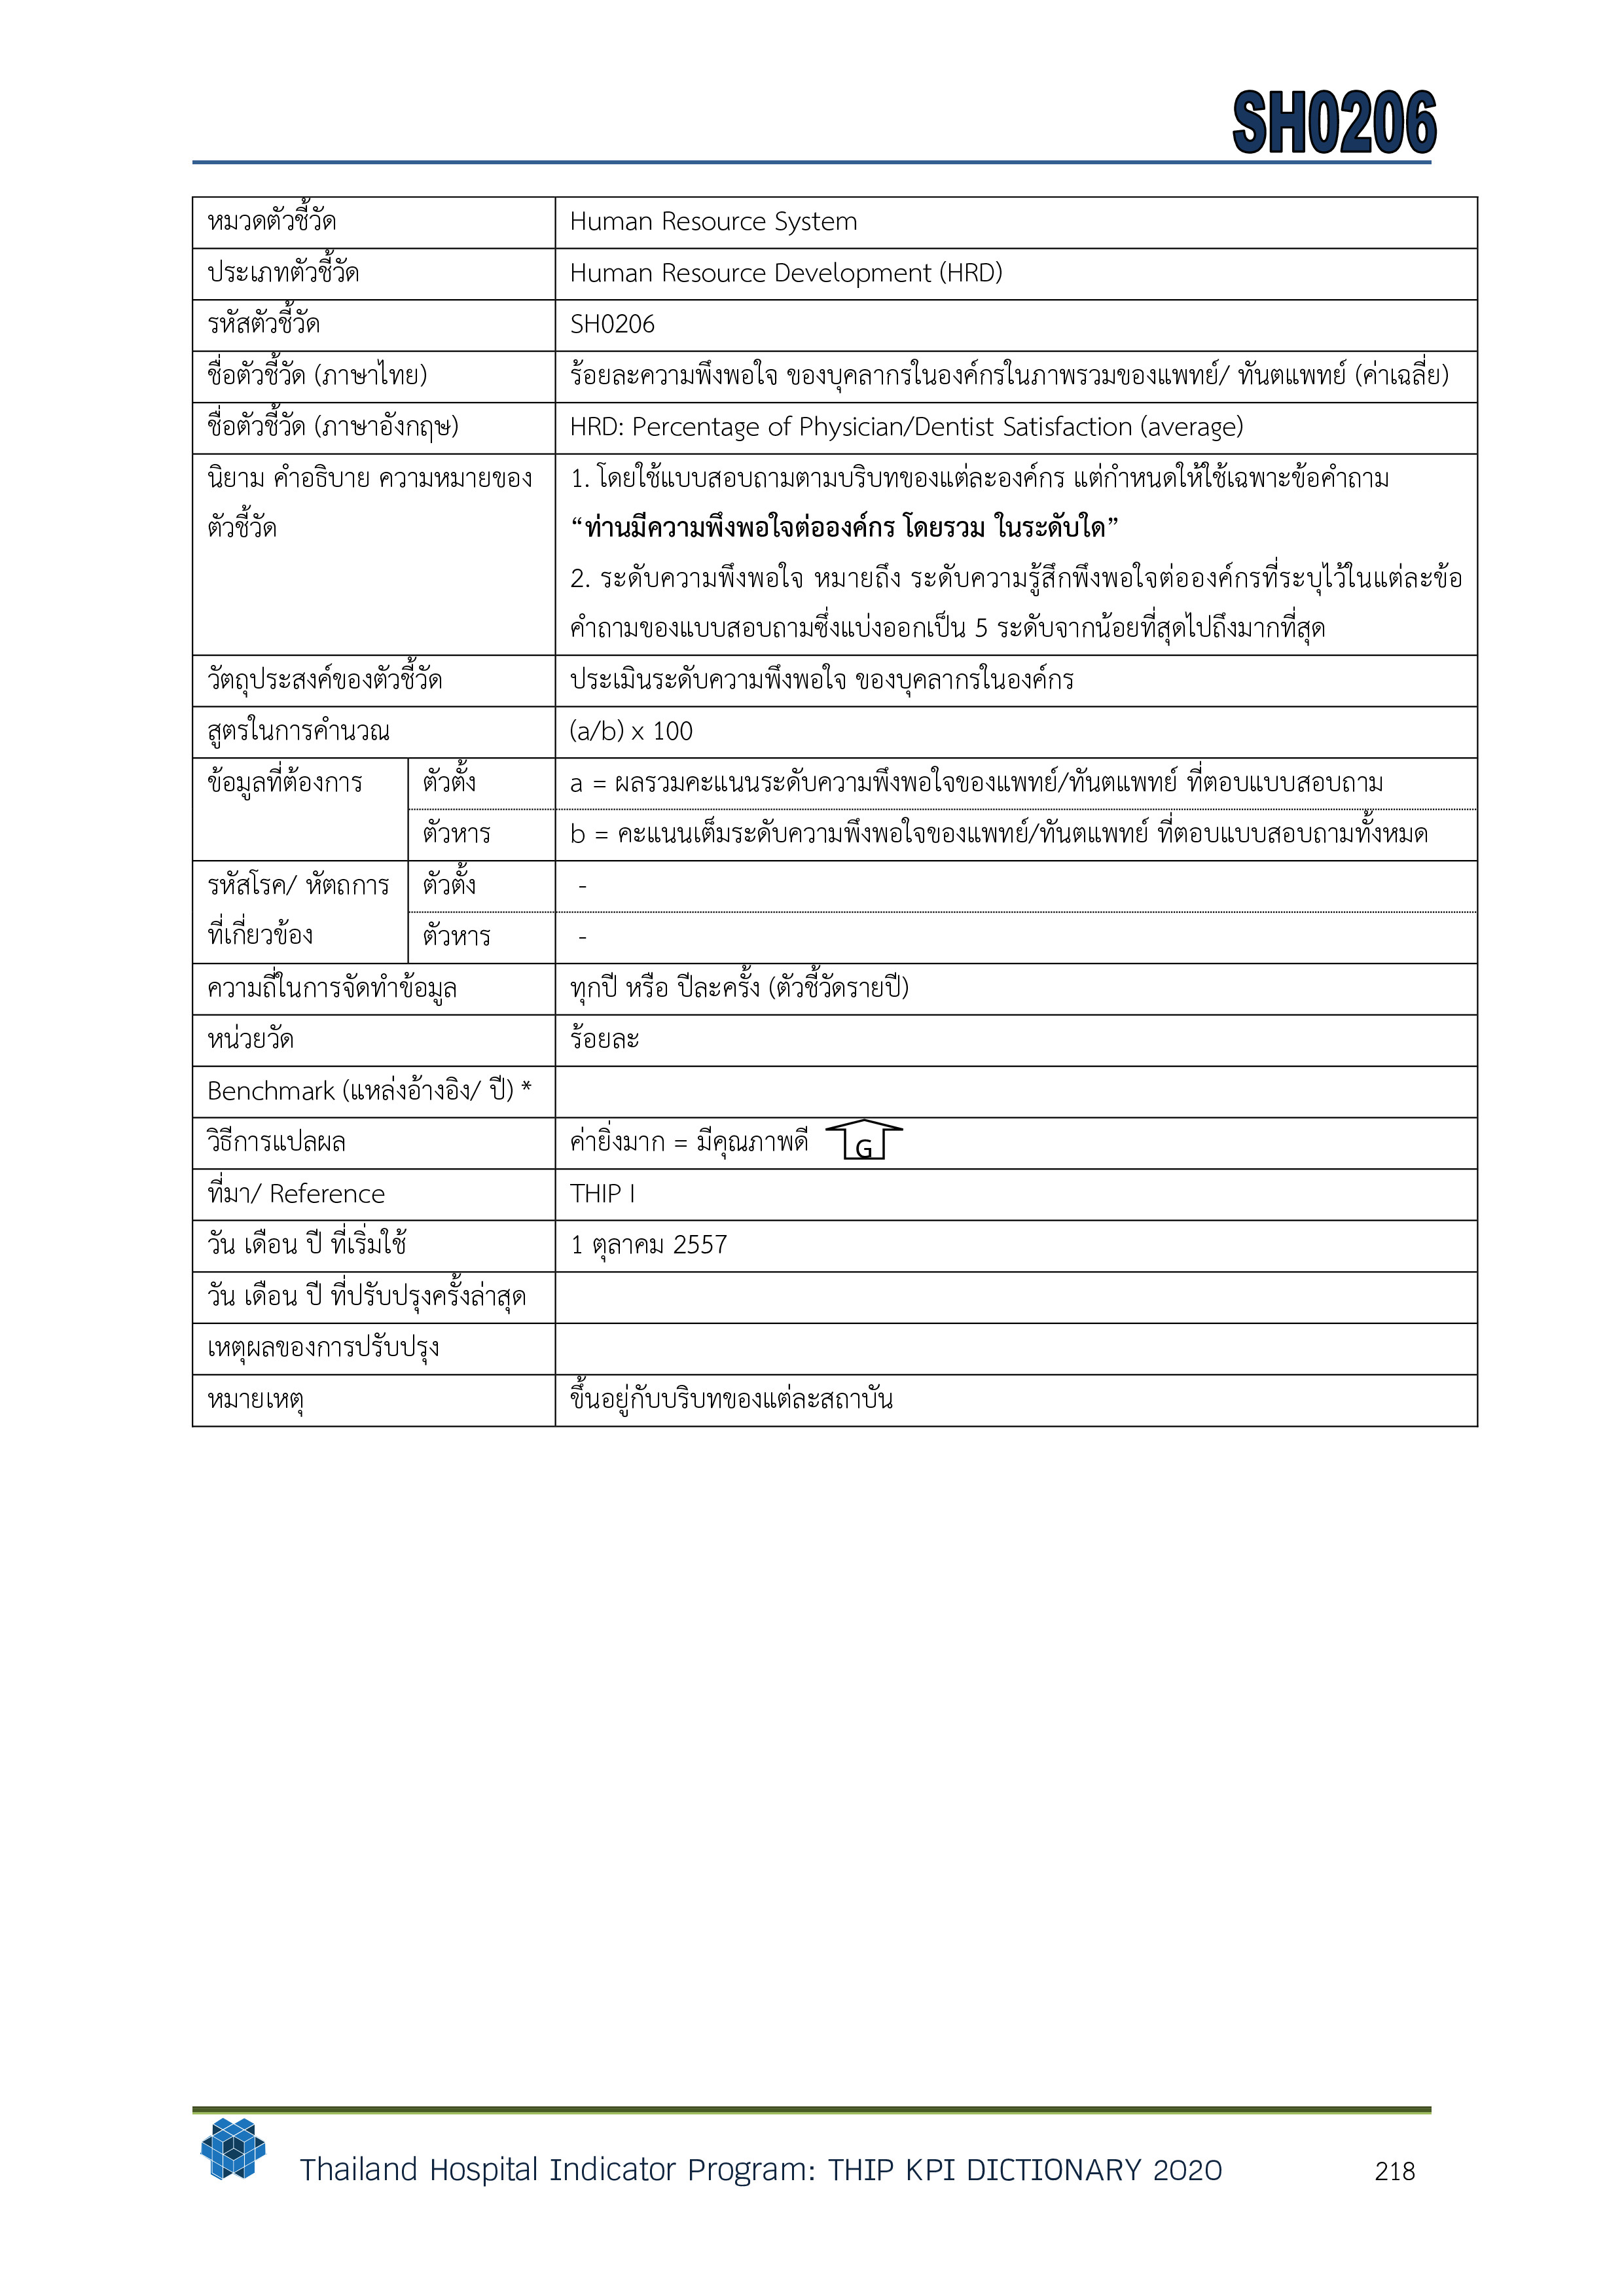 SH0206
หมวดตัวชี้วัด Human Resource System
ประเภทตัวชี้วัด Human Resource Development (HRD)
รหัสตัวชี้วัด SH0206
ชื่อตัวชี้วัด (ภาษาไทย) ร้อยละความพึงพอใจ ของบุคลากรในองค์กรในภาพรวมของแพทย์/ ทันตแพทย์ (ค่าเฉลี่ย)
ชื่อตัวชี้วัด (ภาษาอังกฤษ) HRD: Percentage of Physician/Dentist Satisfaction (average)
นิยาม คำอธิบาย ความหมายของ 1. โดยใช้แบบสอบถามตามบริบทของแต่ละองค์กร แต่กำหนดให้ใช้เฉพาะข้อคำถาม
ตัวชี้วัด “ท่านมีความพึงพอใจต่อองค์กร โดยรวม ในระดับใด”
2. ระดับความพึงพอใจ หมายถึง ระดับความรู้สึกพึงพอใจต่อองค์กรที่ระบุไว้ในแต่ละข้อ
คำถามของแบบสอบถามซึ่งแบ่งออกเป็น 5 ระดับจากน้อยที่สุดไปถึงมากที่สุด
วัตถุประสงค์ของตัวชี้วัด ประเมินระดับความพึงพอใจ ของบุคลากรในองค์กร
สูตรในการคำนวณ (a/b) x 100
ข้อมูลที่ต้องการ ตัวตั้ง a = ผลรวมคะแนนระดับความพึงพอใจของแพทย์/ทันตแพทย์ ที่ตอบแบบสอบถาม
ตัวหาร b = คะแนนเต็มระดับความพึงพอใจของแพทย์/ทันตแพทย์ ที่ตอบแบบสอบถามทั้งหมด
รหัสโรค/ หัตถการ ตัวตั้ง -
ที่เกี่ยวข้อง ตัวหาร -
ความถี่ในการจัดทำข้อมูล ทุกปี หรือ ปีละครั้ง (ตัวชี้วัดรายปี)
หน่วยวัด ร้อยละ
Benchmark (แหล่งอ้างอิง/ ปี) *
วิธีการแปลผล ค่ายิ่งมาก = มีคุณภาพดี G
ที่มา/ Reference THIP I
วัน เดือน ปี ที่เริ่มใช้ 1 ตุลาคม 2557
วัน เดือน ปี ที่ปรับปรุงครั้งล่าสุด
เหตุผลของการปรับปรุง
หมายเหตุ ขึ้นอยู่กับบริบทของแต่ละสถาบัน
Thailand Hospital Indicator Program: THIP KPI DICTIONARY 2020 218